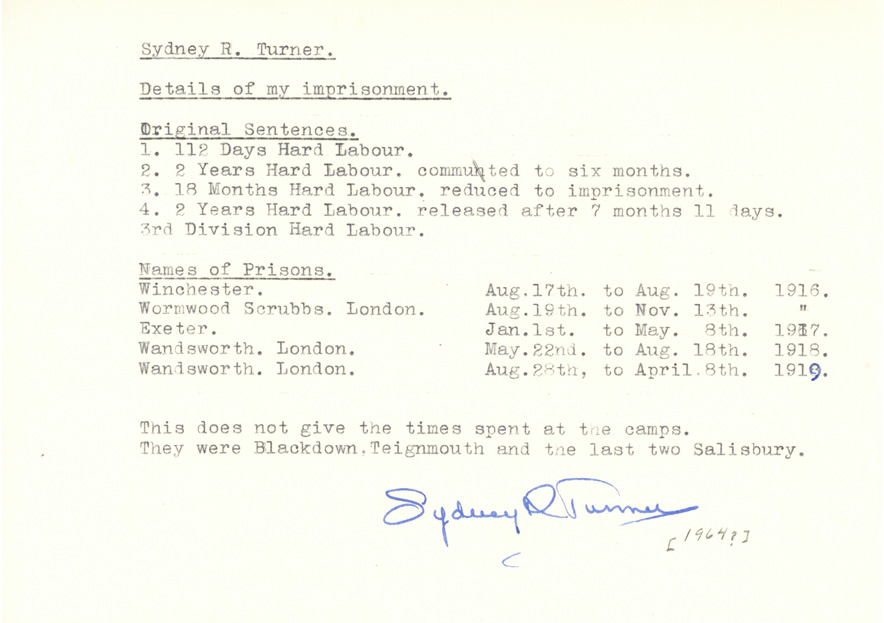 Sydney R. Turner.
Details of my imprisonment.
Original Sentences.
1. 112 Days Hard Labour.
2. 2 Years Hard Labour. commuted to six months.
3. 18 Months Hard Labour. reduced to imprisonment.
4. 2 Years Hard Labour. released after 7 months 11 days.
3rd Division Hard Labour.
Names of Prisons.
Winchester. Aug.17th. to Aug. 19th. 1916.
Wormwood Scrubbs. London. Aug.19th. to Nov. 13th. "
Exeter. Jan.1st. to May. 8th. 1917.
Wandsworth. London. May.22nd. to Aug. 18th. 1918.
Wandsworth. London. Aug.28th, to April.8th. 1919.
This does not give the times spent at the camps.
They were Blackdown.Teignmouth and the last two Salisbury.
Sydney R Turner
[1964?]